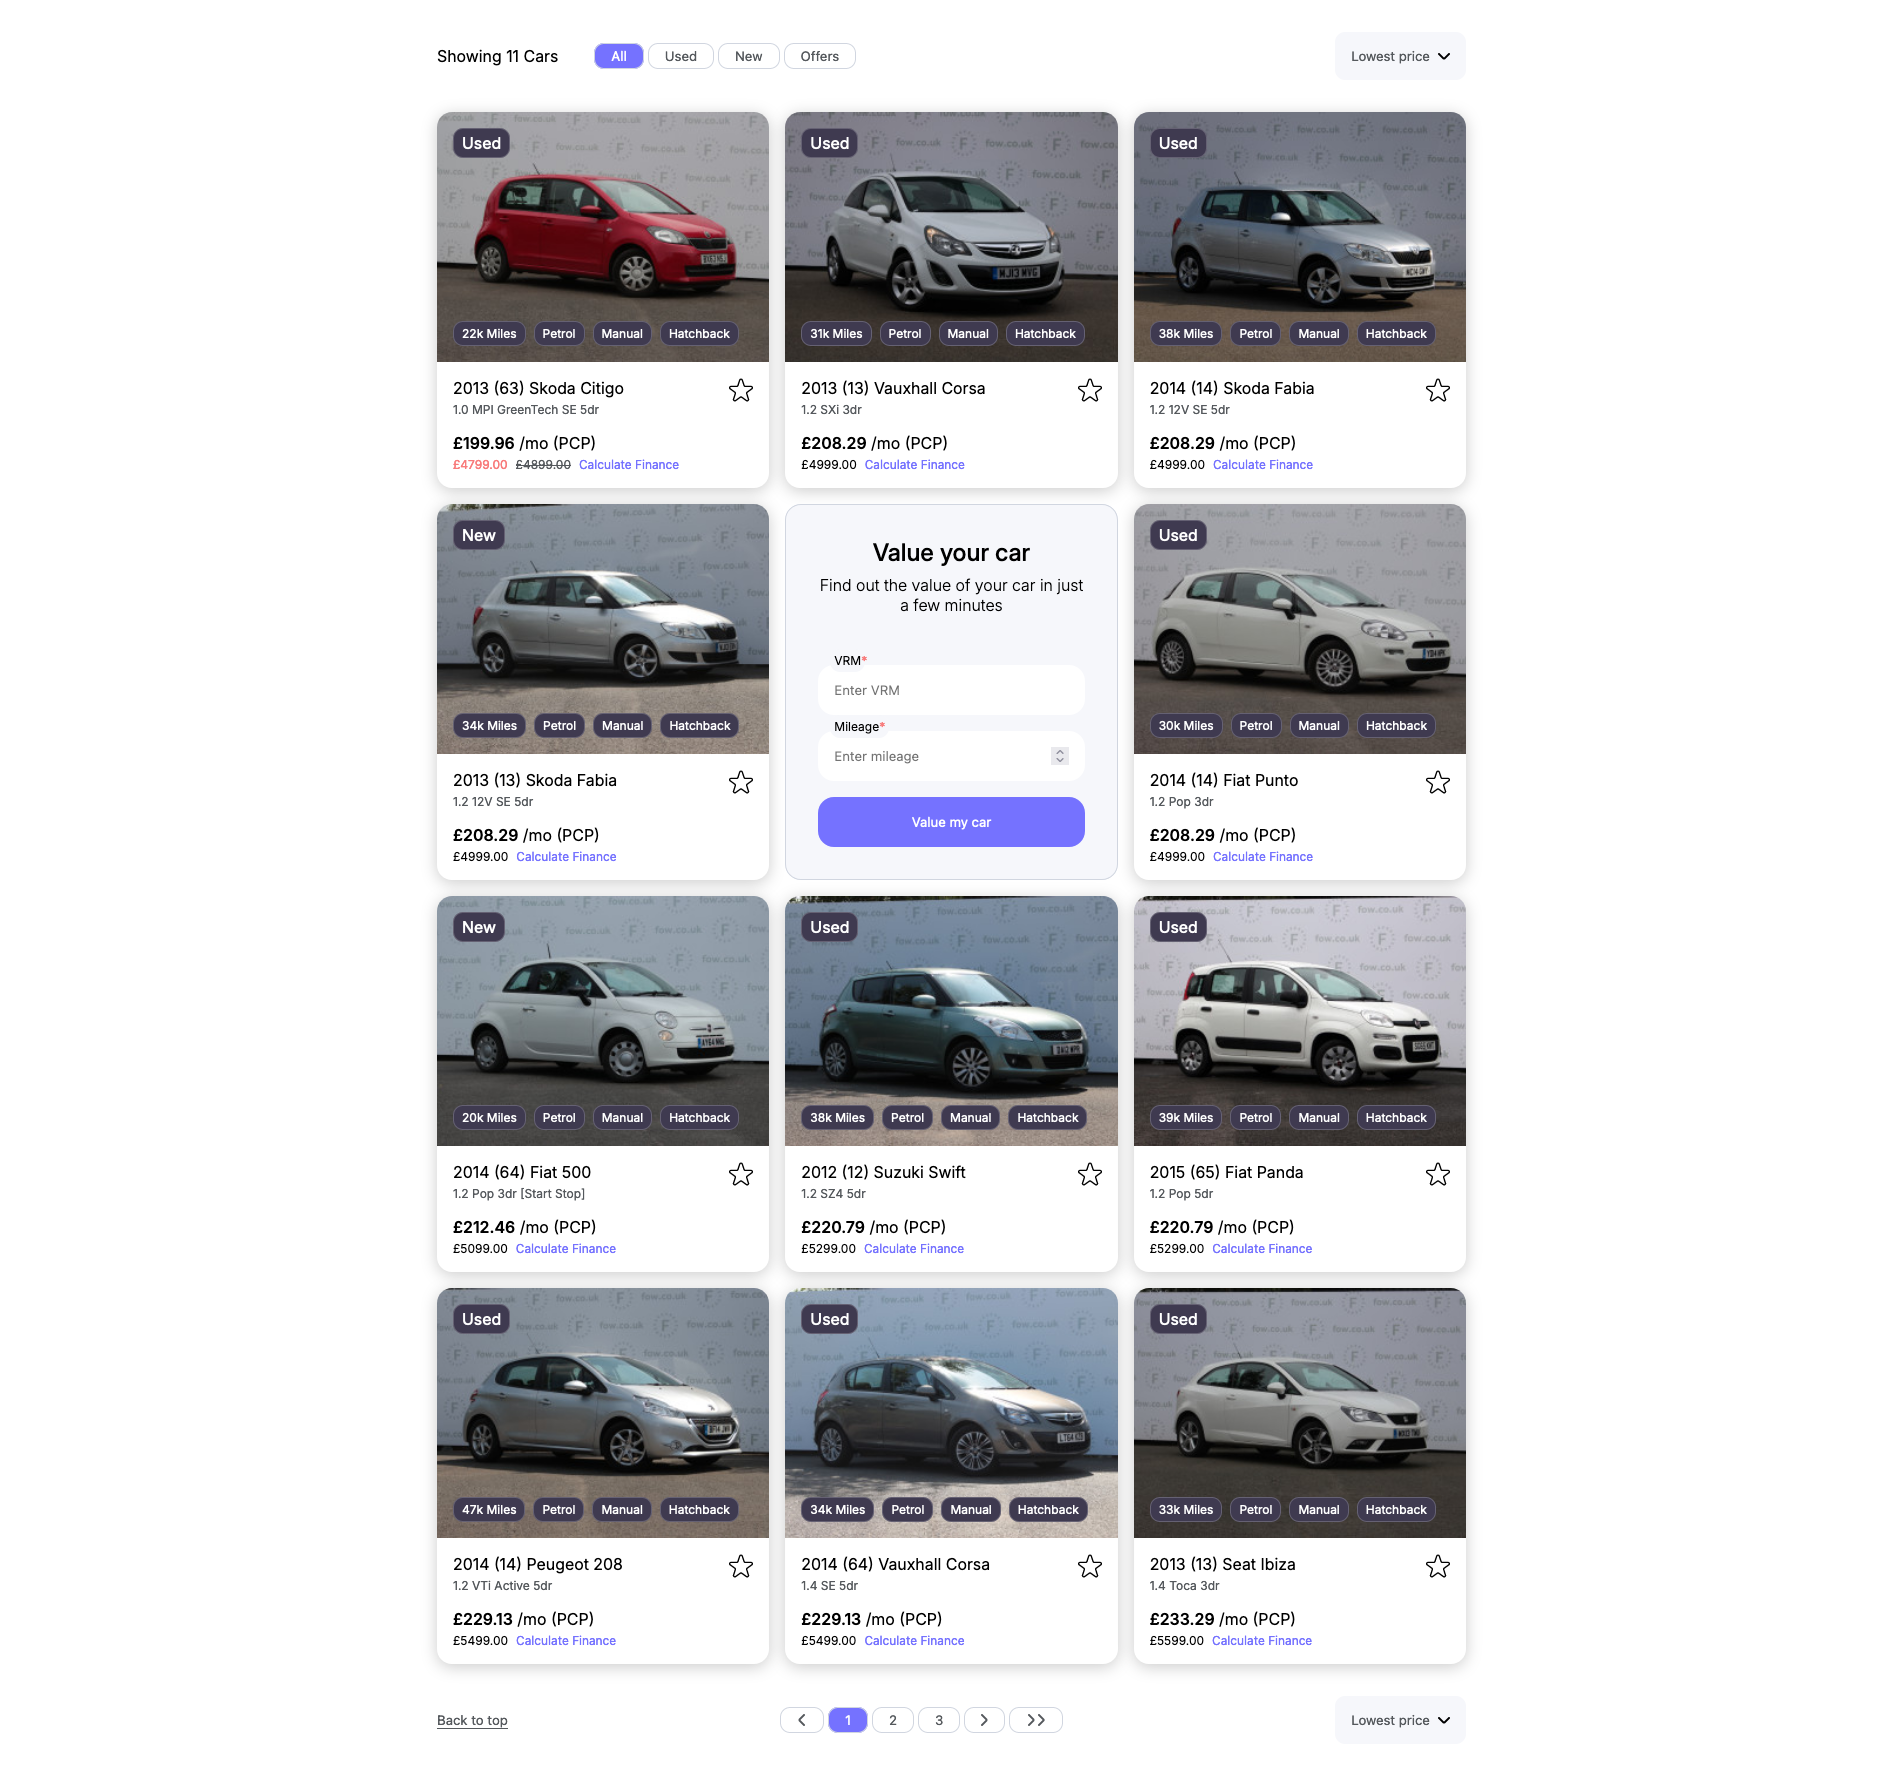 Showing 11 Cars
All
Used
New
Offers
Lowest price
Used
22k Miles
Petrol
Manual
Hatchback
2013 (63) Skoda Citigo
1.0 MPI GreenTech SE 5dr
£199.96 /mo (PCP)
£4799.00 £4899.00 Calculate Finance
Used
MJ13 MVG
31k Miles
Petrol
Manual
Hatchback
2013 (13) Vauxhall Corsa
1.2 SXi 3dr
£208.29 /mo (PCP)
£4999.00 Calculate Finance
Used
38k Miles
Petrol
Manual
Hatchback
2014 (14) Skoda Fabia
1.2 12V SE 5dr
£208.29 /mo (PCP)
£4999.00 Calculate Finance
New
34k Miles
Petrol
Manual
Hatchback
2013 (13) Skoda Fabia
1.2 12V SE 5dr
£208.29 /mo (PCP)
£4999.00 Calculate Finance
Value your car
Find out the value of your car in just
a few minutes
VRM*
Enter VRM
Mileage*
Enter mileage
Value my car
Used
30k Miles
Petrol
Manual
Hatchback
2014 (14) Fiat Punto
1.2 Pop 3dr
£208.29 /mo (PCP)
£4999.00 Calculate Finance
New
20k Miles
Petrol
Manual
Hatchback
2014 (64) Fiat 500
1.2 Pop 3dr [Start Stop]
£212.46 /mo (PCP)
£5099.00 Calculate Finance
Used
38k Miles
Petrol
Manual
Hatchback
2012 (12) Suzuki Swift
1.2 SZ4 5dr
£220.79 /mo (PCP)
£5299.00 Calculate Finance
Used
39k Miles
Petrol
Manual
Hatchback
2015 (65) Fiat Panda
1.2 Pop 5dr
£220.79 /mo (PCP)
£5299.00 Calculate Finance
Used
47k Miles
Petrol
Manual
Hatchback
2014 (14) Peugeot 208
1.2 VTi Active 5dr
£229.13 /mo (PCP)
£5499.00 Calculate Finance
Used
34k Miles
Petrol
Manual
Hatchback
2014 (64) Vauxhall Corsa
1.4 SE 5dr
£229.13 /mo (PCP)
£5499.00 Calculate Finance
Used
33k Miles
Petrol
Manual
Hatchback
2013 (13) Seat Ibiza
1.4 Toca 3dr
£233.29 /mo (PCP)
£5599.00 Calculate Finance
Back to top
1
2
3
Lowest price